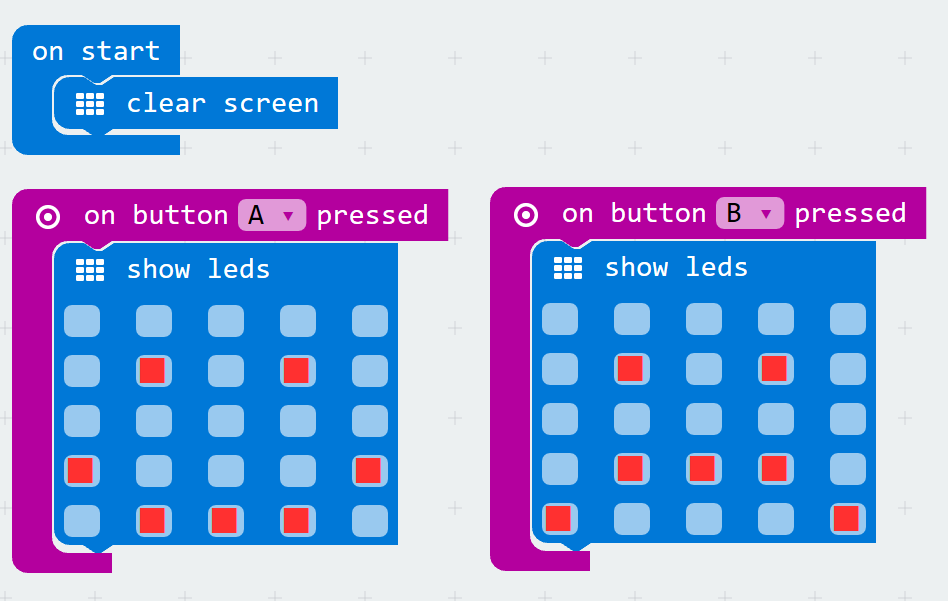 on start
clear screen
on button A pressed
show leds
on button B pressed
show leds